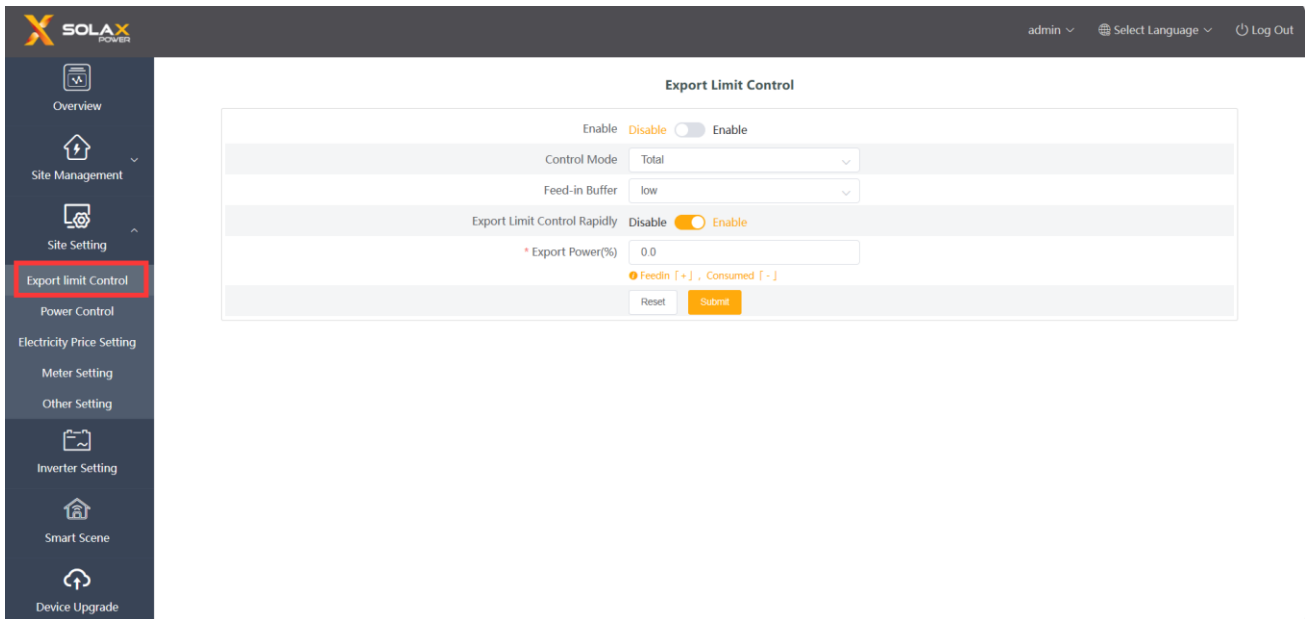 SOLAX
POWER
admin
Select Language
Log Out
Overview
Site Management
Site Setting
Export limit Control
Power Control
Electricity Price Setting
Meter Setting
Other Setting
Inverter Setting
Smart Scene
Device Upgrade
Export Limit Control
Enable Disable Enable
Control Mode Total
Feed-in Buffer low
Export Limit Control Rapidly Disable Enable
* Export Power(%) 0.0
Feedin「+」, Consumed「-」
Reset Submit